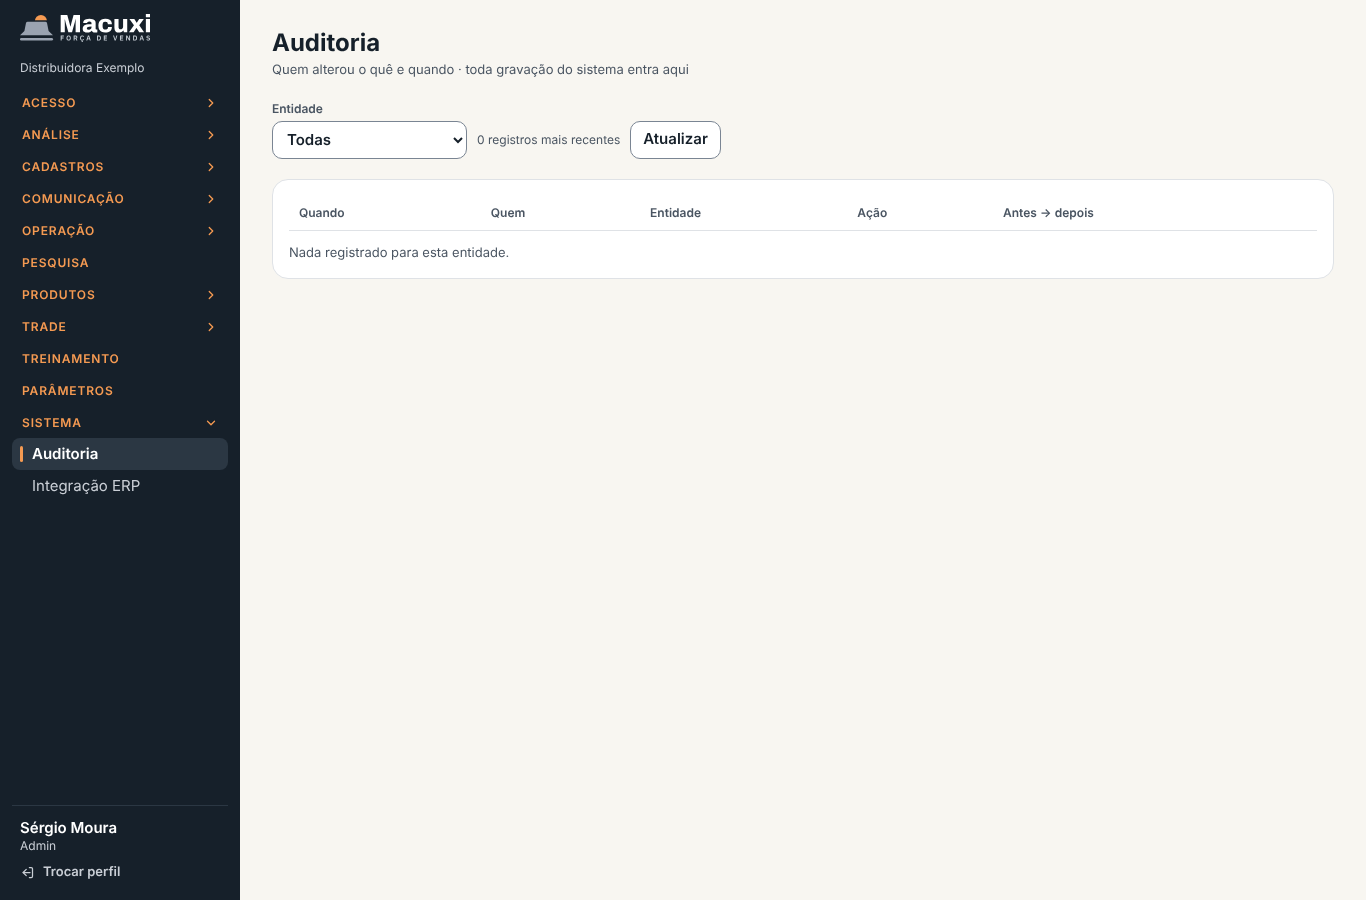 Macuxi
FORÇA DE VENDAS
Distribuidora Exemplo
ACESSO
ANÁLISE
CADASTROS
COMUNICAÇÃO
OPERAÇÃO
PESQUISA
PRODUTOS
TRADE
TREINAMENTO
PARÂMETROS
SISTEMA
Auditoria
Integração ERP
Sérgio Moura
Admin
Trocar perfil
Auditoria
Quem alterou o quê e quando · toda gravação do sistema entra aqui
Entidade
Todas 0 registros mais recentes Atualizar
Quando Quem Entidade Ação Antes → depois
Nada registrado para esta entidade.